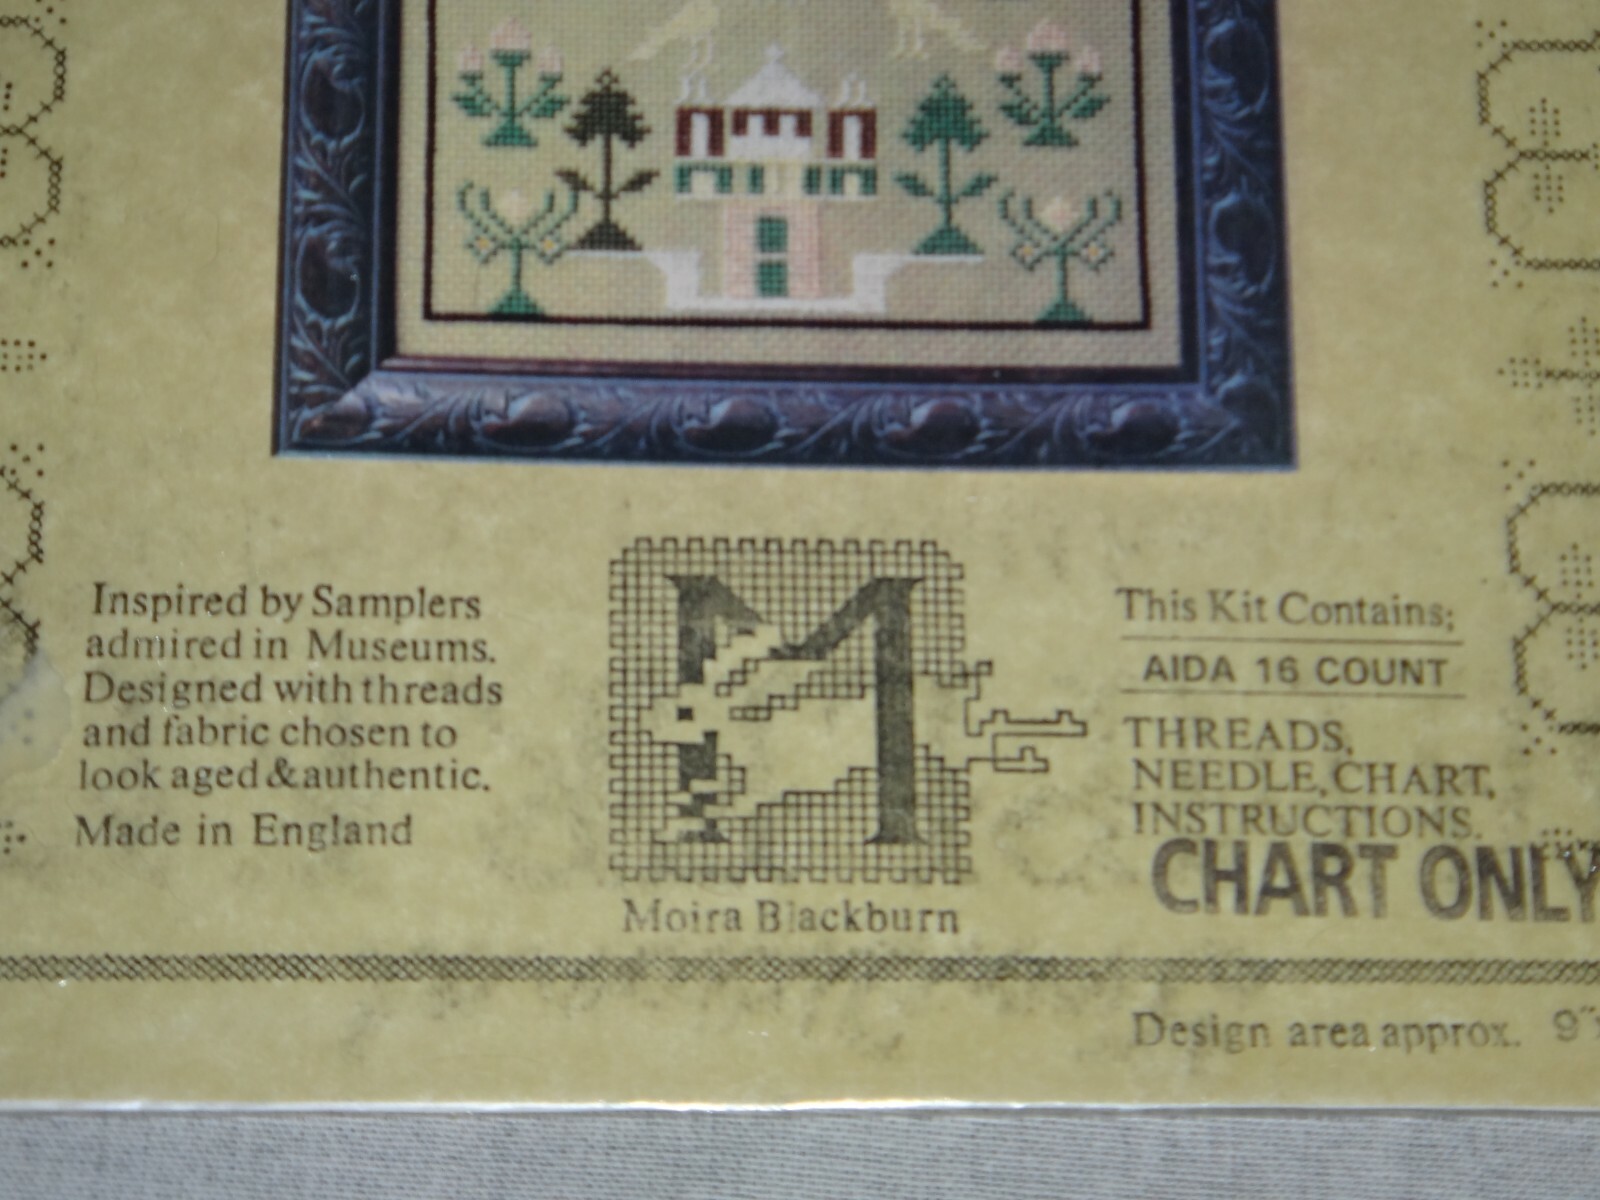 Inspired by Samplers
admired in Museums.
Designed with threads
and fabric chosen to
look aged & authentic.
Made in England
M
Moira Blackburn
This Kit Contains;
AIDA 16 COUNT
THREADS,
NEEDLE, CHART,
INSTRUCTIONS.
CHART ONLY
Design area approx. 9"